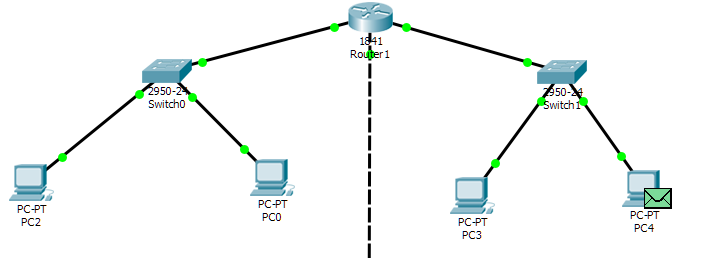 1841
Router1
2950-24
Switch0
2950-24
Switch1
PC-PT
PC2
PC-PT
PC0
PC-PT
PC3
PC-PT
PC4